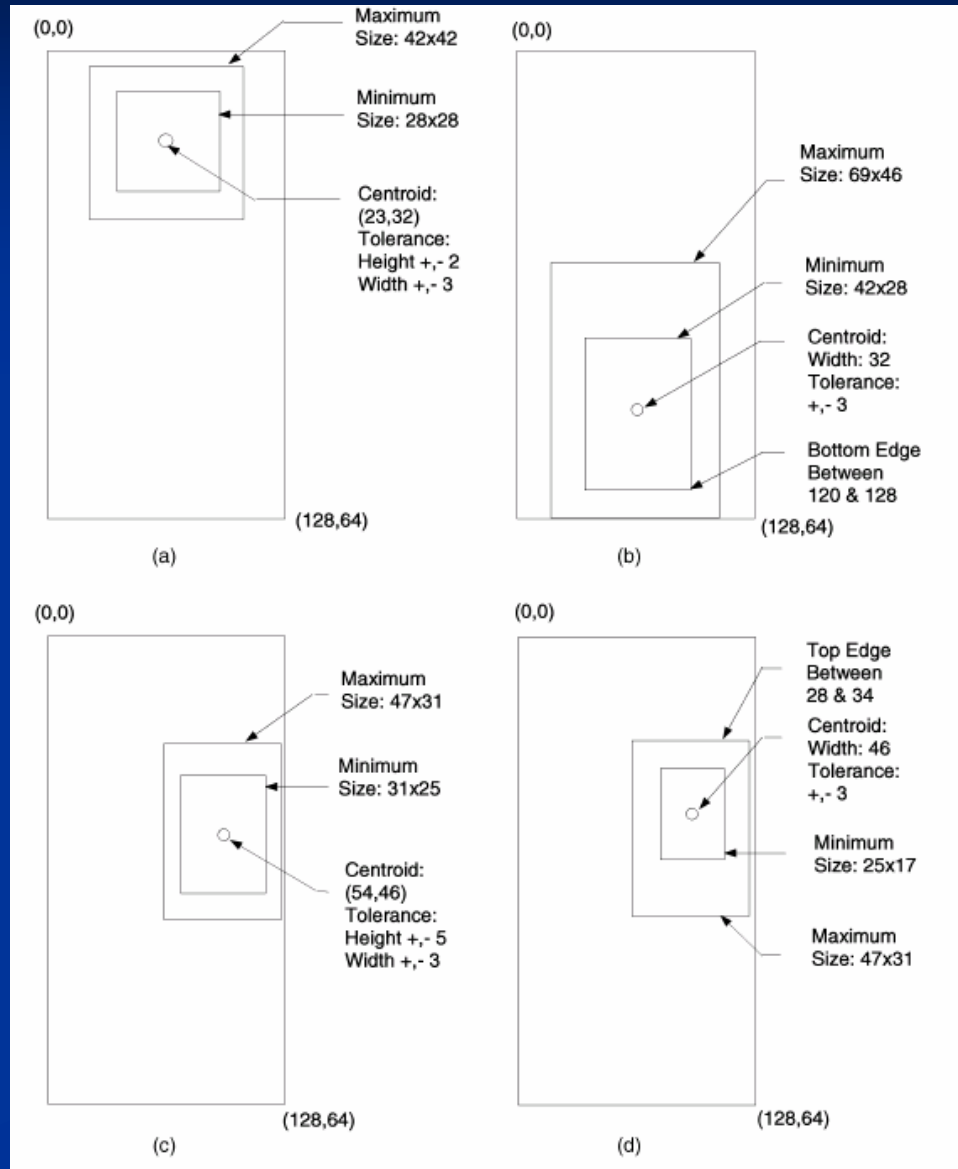 (0,0)
Maximum
Size: 42x42
Minimum
Size: 28x28
Centroid:
(23,32)
Tolerance:
Height +,- 2
Width +,- 3
(128,64)
(a)
(0,0)
Maximum
Size: 69x46
Minimum
Size: 42x28
Centroid:
Width: 32
Tolerance:
+,- 3
Bottom Edge
Between
120 & 128
(128,64)
(b)
(0,0)
Maximum
Size: 47x31
Minimum
Size: 31x25
Centroid:
(54,46)
Tolerance:
Height +,- 5
Width +,- 3
(128,64)
(c)
(0,0)
Top Edge
Between
28 & 34
Centroid:
Width: 46
Tolerance:
+,- 3
Minimum
Size: 25x17
Maximum
Size: 47x31
(128,64)
(d)